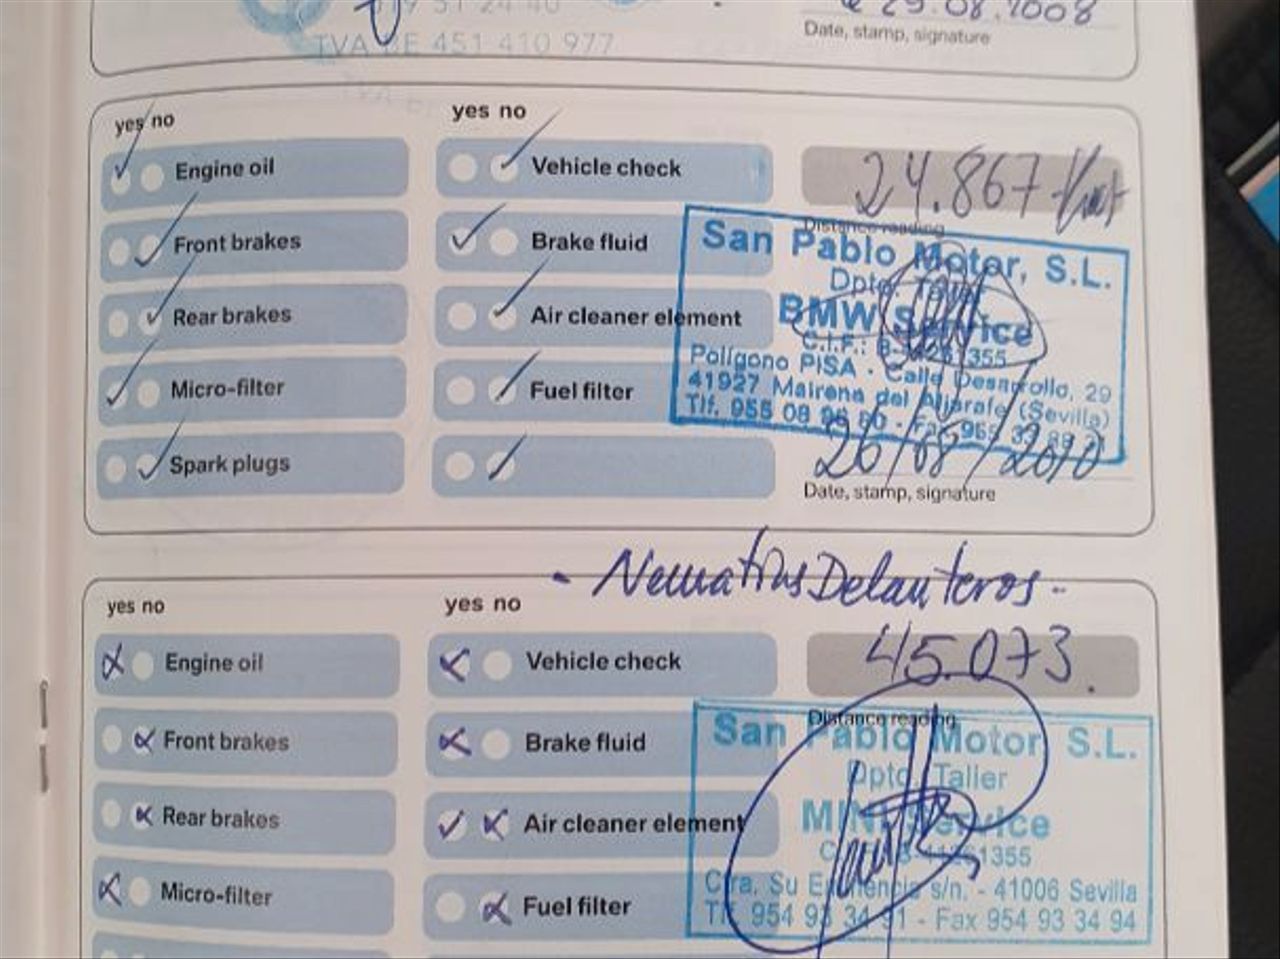 TVA BE 451 410 977
29.08.2008
Date, stamp, signature
yes no
yes no
Engine oil
Vehicle check
24.867
Front brakes
Brake fluid
Distance reading
San Pablo Motor, S.L.
Rear brakes
Air cleaner element
BMW Service
Micro-filter
Fuel filter
Polígono PISA - Calle Desarrollo, 29
41927 Mairena del Aljarafe (Sevilla)
Spark plugs
26/08/2010
Date, stamp, signature
- Neumatius Delanteros -
yes no
yes no
45.073.
Engine oil
Vehicle check
Distance reading
San Pablo Motor S.L.
Front brakes
Brake fluid
Dpto Taller
Rear brakes
Air cleaner element
MINI Service
Micro-filter
Fuel filter
Ctra. Su Eminencia s/n. - 41006 Sevilla
Tlf. 954 93 34 91 - Fax 954 93 34 94